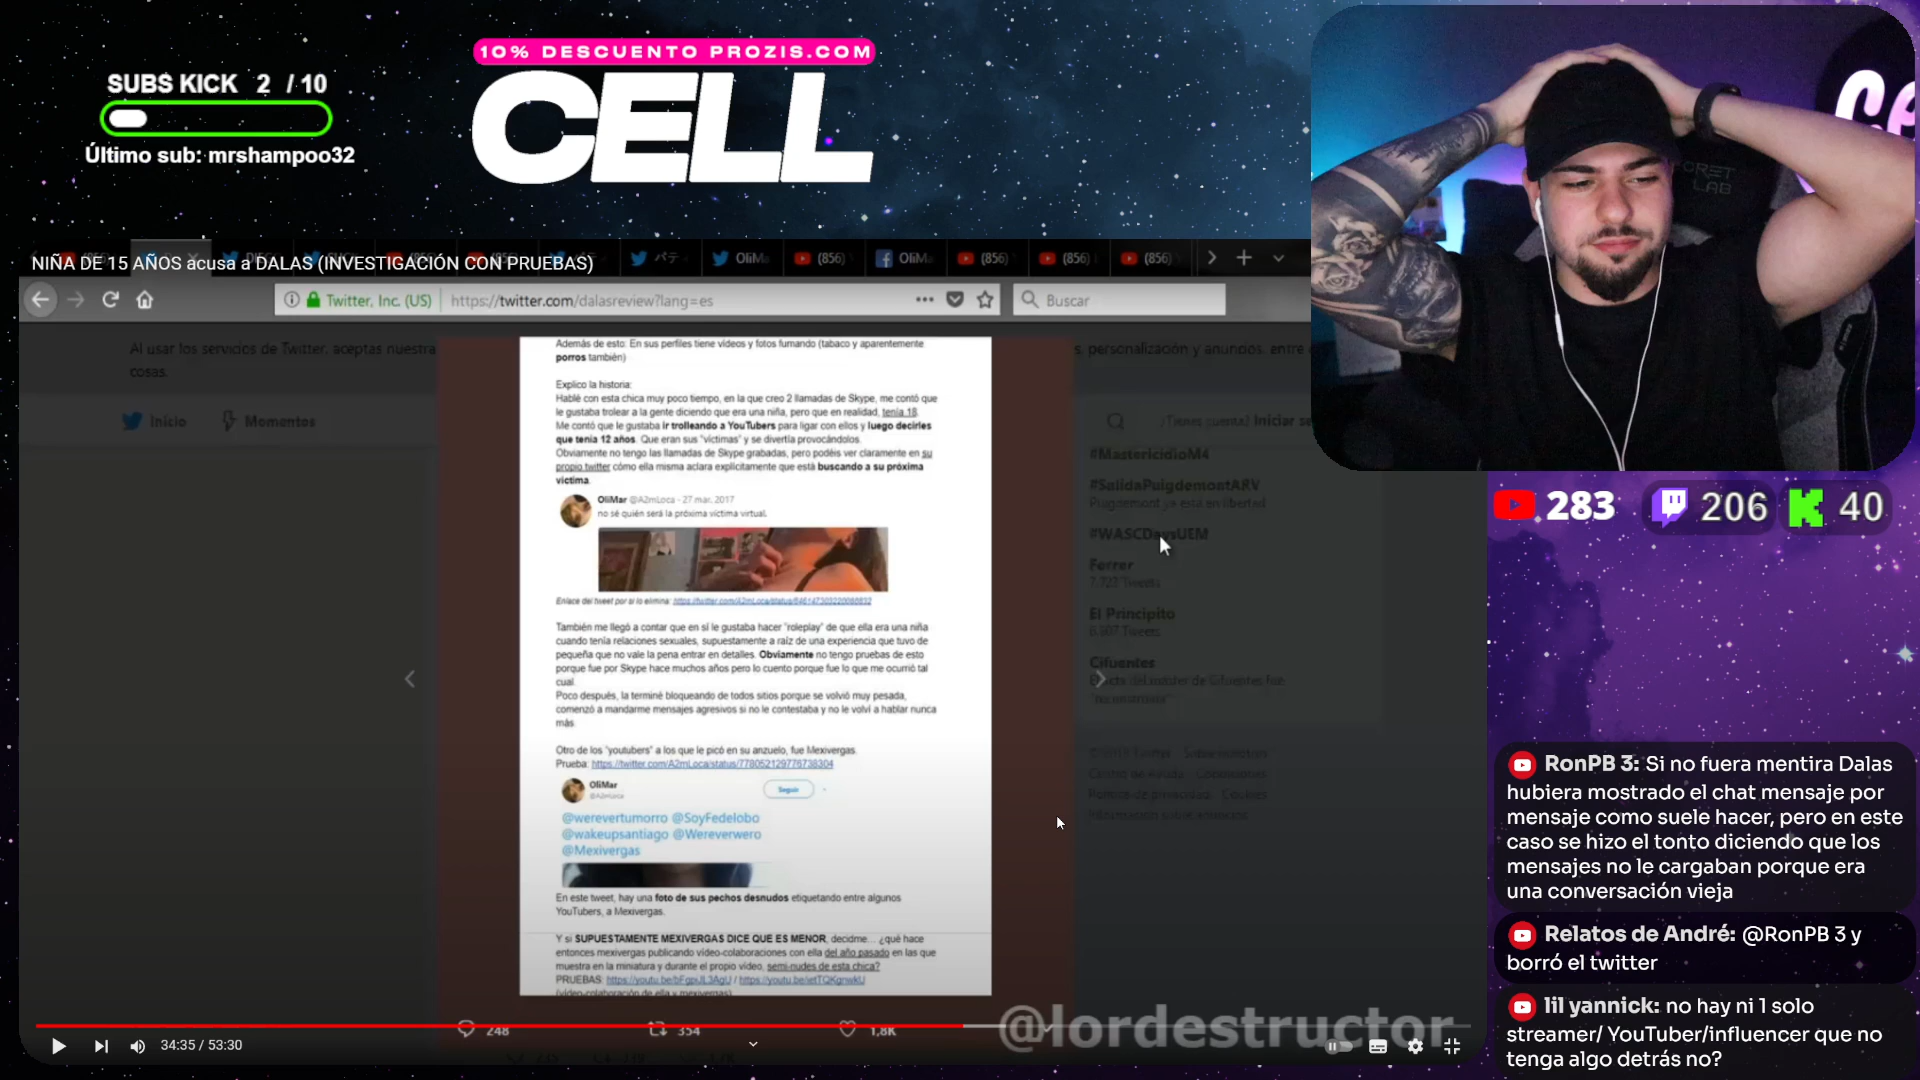 10% DESCUENTO PROZIS.COM
CELL
SUBS KICK 2 / 10
Último sub: mrshampoo32
NIÑA DE 15 AÑOS acusa a DALAS (INVESTIGACIÓN CON PRUEBAS)
OliM
(856)
OliM
(856)
(856)
(856)
Twitter, Inc. (US)
https://twitter.com/dalasreview?lang=es
Buscar
Al usar los servicios de Twitter, aceptas nuestra
cosas.
personalización y anuncios, entre
Inicio
Momentos
¿Tienes cuenta? Iniciar se
Además de esto: En sus perfiles tiene vídeos y fotos fumando (tabaco y aparentemente
porros también)
Explico la historia:
Hablé con esta chica muy poco tiempo, en la que creo 2 llamadas de Skype, me contó que
le gustaba trolear a la gente diciendo que era una niña, pero que en realidad, tenía 18.
Me contó que le gustaba ir trolleando a YouTubers para ligar con ellos y luego decirles
que tenía 12 años. Que eran sus "víctimas" y se divertía provocándolos.
Obviamente no tengo las llamadas de Skype grabadas, pero podéis ver claramente en su
propio twitter cómo ella misma aclara explícitamente que está buscando a su próxima
víctima.
OliMar @A2mLoca - 27 mar. 2017
no sé quién será la próxima víctima virtual.
Enlace del tweet por si lo elimina:
También me llegó a contar que en sí le gustaba hacer "roleplay" de que ella era una niña
cuando tenía relaciones sexuales, supuestamente a raíz de una experiencia que tuvo de
pequeña que no vale la pena entrar en detalles. Obviamente no tengo pruebas de esto
porque fue por Skype hace muchos años pero lo cuento porque fue lo que me ocurrió tal
cual.
Poco después, la terminé bloqueando de todos sitios porque se volvió muy pesada,
comenzó a mandarme mensajes agresivos si no le contestaba y no le volví a hablar nunca
más.
Otro de los "youtubers" a los que le picó en su anzuelo, fue Mexivergas.
Prueba: https://twitter.com/A2mLoca/status/778052129776738304
OliMar
@A2mLoca
Seguir
@werevertumorro @SoyFedelobo
@wakeupsantiago @Wereverwero
@Mexivergas
En este tweet, hay una foto de sus pechos desnudos etiquetando entre algunos
YouTubers, a Mexivergas.
Y si SUPUESTAMENTE MEXIVERGAS DICE QUE ES MENOR, decidme... ¿qué hace
entonces mexivergas publicando vídeo-colaboraciones con ella del año pasado en las que
muestra en la miniatura y durante el propio vídeo, semi-nudes de esta chica?
PRUEBAS:
(vídeo-colaboración de ella y mexivergas)
#MastericidioM4
#SalidaPuigdemontARV
Puigdemont ya está en libertad
#WASCDaysUEM
Ferrer
7.322 Tweets
El Principito
6.907 Tweets
Cifuentes
248
354
1,8K
@lordestructor
34:35 / 53:30
283
206
40
RonPB 3: Si no fuera mentira Dalas
hubiera mostrado el chat mensaje por
mensaje como suele hacer, pero en este
caso se hizo el tonto diciendo que los
mensajes no le cargaban porque era
una conversación vieja
Relatos de André: @RonPB 3 y
borró el twitter
lil yannick: no hay ni 1 solo
streamer/ YouTuber/influencer que no
tenga algo detrás no?